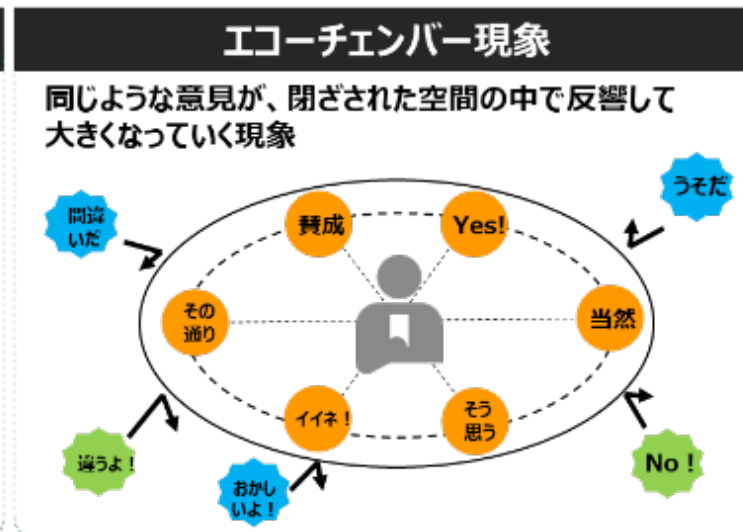 エコーチェンバー現象
同じような意見が、閉ざされた空間の中で反響して
大きくなっていく現象
間違
いだ
賛成
Yes!
うそだ
その
通り
当然
イイネ！
そう
思う
違うよ！
おかし
いよ！
No！